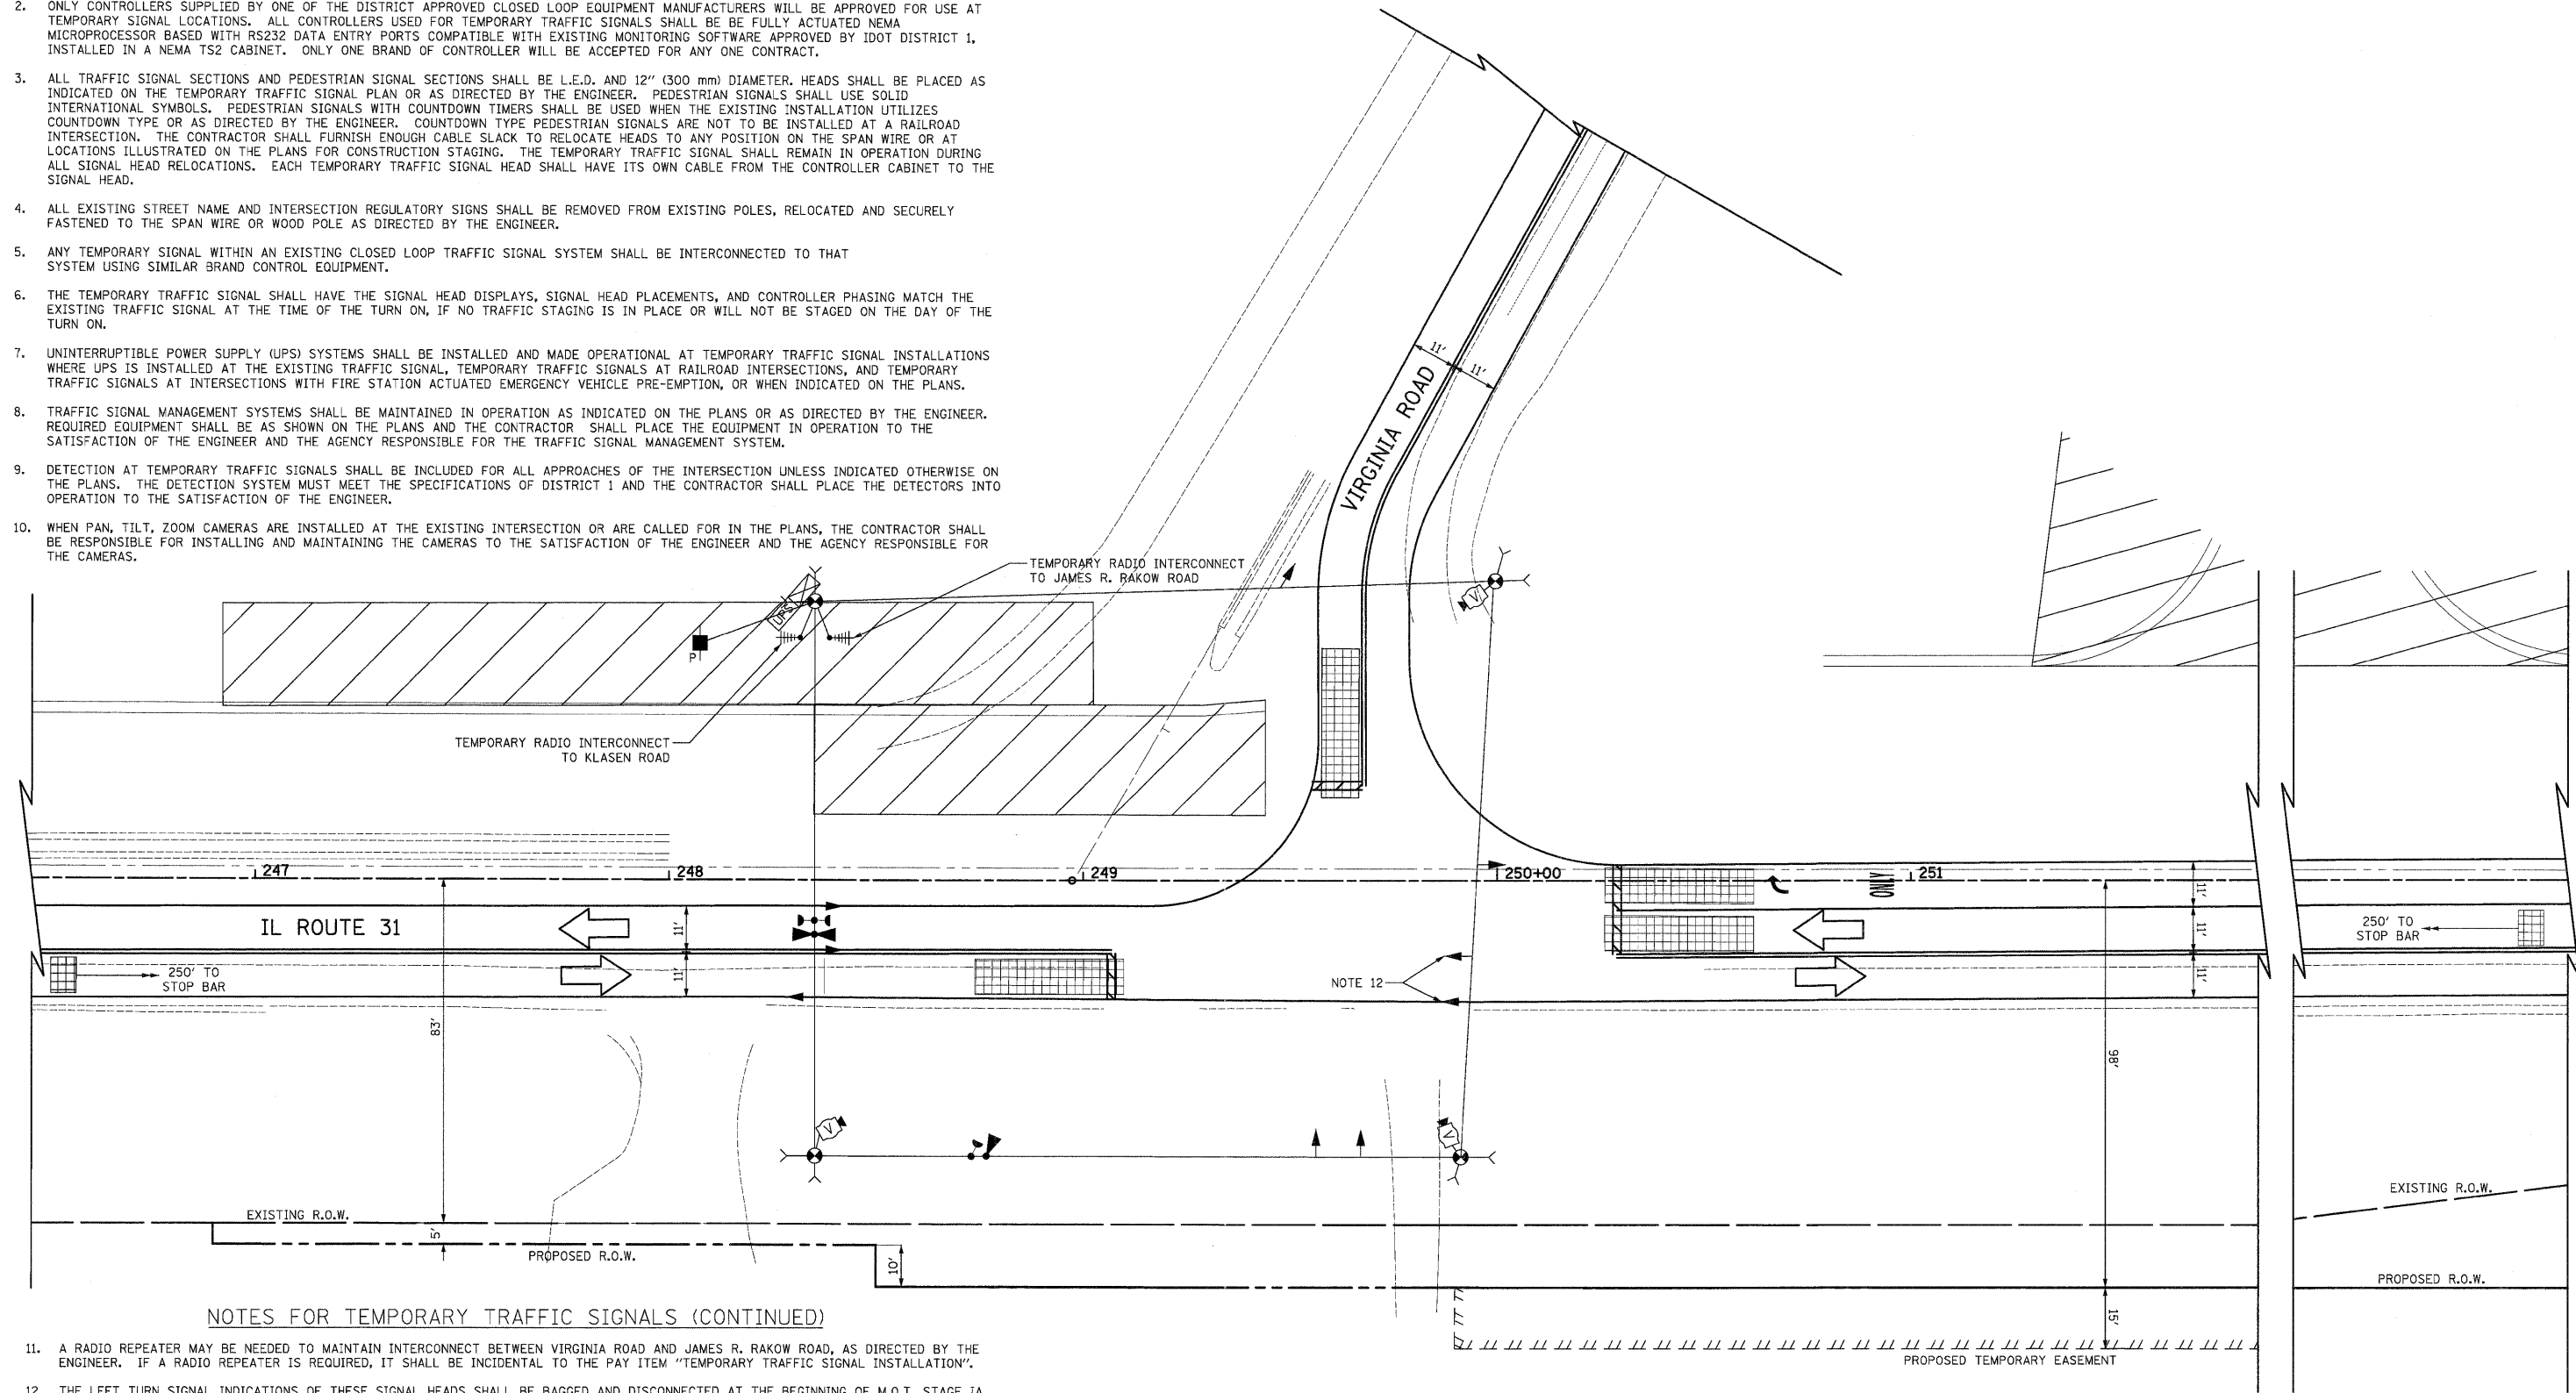 2. ONLY CONTROLLERS SUPPLIED BY ONE OF THE DISTRICT APPROVED CLOSED LOOP EQUIPMENT MANUFACTURERS WILL BE APPROVED FOR USE AT
TEMPORARY SIGNAL LOCATIONS. ALL CONTROLLERS USED FOR TEMPORARY TRAFFIC SIGNALS SHALL BE BE FULLY ACTUATED NEMA
MICROPROCESSOR BASED WITH RS232 DATA ENTRY PORTS COMPATIBLE WITH EXISTING MONITORING SOFTWARE APPROVED BY IDOT DISTRICT 1,
INSTALLED IN A NEMA TS2 CABINET. ONLY ONE BRAND OF CONTROLLER WILL BE ACCEPTED FOR ANY ONE CONTRACT.
3. ALL TRAFFIC SIGNAL SECTIONS AND PEDESTRIAN SIGNAL SECTIONS SHALL BE L.E.D. AND 12" (300 mm) DIAMETER. HEADS SHALL BE PLACED AS
INDICATED ON THE TEMPORARY TRAFFIC SIGNAL PLAN OR AS DIRECTED BY THE ENGINEER. PEDESTRIAN SIGNALS SHALL USE SOLID
INTERNATIONAL SYMBOLS. PEDESTRIAN SIGNALS WITH COUNTDOWN TIMERS SHALL BE USED WHEN THE EXISTING INSTALLATION UTILIZES
COUNTDOWN TYPE OR AS DIRECTED BY THE ENGINEER. COUNTDOWN TYPE PEDESTRIAN SIGNALS ARE NOT TO BE INSTALLED AT A RAILROAD
INTERSECTION. THE CONTRACTOR SHALL FURNISH ENOUGH CABLE SLACK TO RELOCATE HEADS TO ANY POSITION ON THE SPAN WIRE OR AT
LOCATIONS ILLUSTRATED ON THE PLANS FOR CONSTRUCTION STAGING. THE TEMPORARY TRAFFIC SIGNAL SHALL REMAIN IN OPERATION DURING
ALL SIGNAL HEAD RELOCATIONS. EACH TEMPORARY TRAFFIC SIGNAL HEAD SHALL HAVE ITS OWN CABLE FROM THE CONTROLLER CABINET TO THE
SIGNAL HEAD.
4. ALL EXISTING STREET NAME AND INTERSECTION REGULATORY SIGNS SHALL BE REMOVED FROM EXISTING POLES, RELOCATED AND SECURELY
FASTENED TO THE SPAN WIRE OR WOOD POLE AS DIRECTED BY THE ENGINEER.
5. ANY TEMPORARY SIGNAL WITHIN AN EXISTING CLOSED LOOP TRAFFIC SIGNAL SYSTEM SHALL BE INTERCONNECTED TO THAT
SYSTEM USING SIMILAR BRAND CONTROL EQUIPMENT.
6. THE TEMPORARY TRAFFIC SIGNAL SHALL HAVE THE SIGNAL HEAD DISPLAYS, SIGNAL HEAD PLACEMENTS, AND CONTROLLER PHASING MATCH THE
EXISTING TRAFFIC SIGNAL AT THE TIME OF THE TURN ON, IF NO TRAFFIC STAGING IS IN PLACE OR WILL NOT BE STAGED ON THE DAY OF THE
TURN ON.
7. UNINTERRUPTIBLE POWER SUPPLY (UPS) SYSTEMS SHALL BE INSTALLED AND MADE OPERATIONAL AT TEMPORARY TRAFFIC SIGNAL INSTALLATIONS
WHERE UPS IS INSTALLED AT THE EXISTING TRAFFIC SIGNAL, TEMPORARY TRAFFIC SIGNALS AT RAILROAD INTERSECTIONS, AND TEMPORARY
TRAFFIC SIGNALS AT INTERSECTIONS WITH FIRE STATION ACTUATED EMERGENCY VEHICLE PRE-EMPTION, OR WHEN INDICATED ON THE PLANS.
8. TRAFFIC SIGNAL MANAGEMENT SYSTEMS SHALL BE MAINTAINED IN OPERATION AS INDICATED ON THE PLANS OR AS DIRECTED BY THE ENGINEER.
REQUIRED EQUIPMENT SHALL BE AS SHOWN ON THE PLANS AND THE CONTRACTOR SHALL PLACE THE EQUIPMENT IN OPERATION TO THE
SATISFACTION OF THE ENGINEER AND THE AGENCY RESPONSIBLE FOR THE TRAFFIC SIGNAL MANAGEMENT SYSTEM.
9. DETECTION AT TEMPORARY TRAFFIC SIGNALS SHALL BE INCLUDED FOR ALL APPROACHES OF THE INTERSECTION UNLESS INDICATED OTHERWISE ON
THE PLANS. THE DETECTION SYSTEM MUST MEET THE SPECIFICATIONS OF DISTRICT 1 AND THE CONTRACTOR SHALL PLACE THE DETECTORS INTO
OPERATION TO THE SATISFACTION OF THE ENGINEER.
10. WHEN PAN, TILT, ZOOM CAMERAS ARE INSTALLED AT THE EXISTING INTERSECTION OR ARE CALLED FOR IN THE PLANS, THE CONTRACTOR SHALL
BE RESPONSIBLE FOR INSTALLING AND MAINTAINING THE CAMERAS TO THE SATISFACTION OF THE ENGINEER AND THE AGENCY RESPONSIBLE FOR
THE CAMERAS.
11'
11'
VIRGINIA ROAD
TEMPORARY RADIO INTERCONNECT
TO JAMES R. RAKOW ROAD
UPS
V
P
TEMPORARY RADIO INTERCONNECT
TO KLASEN ROAD
T
247
248
249
250+00
251
ONLY
IL ROUTE 31
11'
11'
11'
11'
11'
250' TO
STOP BAR
250' TO
STOP BAR
NOTE 12
83'
98'
V
V
EXISTING R.O.W.
EXISTING R.O.W.
5'
PROPOSED R.O.W.
10'
PROPOSED R.O.W.
15'
PROPOSED TEMPORARY EASEMENT
NOTES FOR TEMPORARY TRAFFIC SIGNALS (CONTINUED)
11. A RADIO REPEATER MAY BE NEEDED TO MAINTAIN INTERCONNECT BETWEEN VIRGINIA ROAD AND JAMES R. RAKOW ROAD, AS DIRECTED BY THE
ENGINEER. IF A RADIO REPEATER IS REQUIRED, IT SHALL BE INCIDENTAL TO THE PAY ITEM "TEMPORARY TRAFFIC SIGNAL INSTALLATION".
12. THE LEFT TURN SIGNAL INDICATIONS OF THESE SIGNAL HEADS SHALL BE BAGGED AND DISCONNECTED AT THE BEGINNING OF M.O.T. STAGE 1A